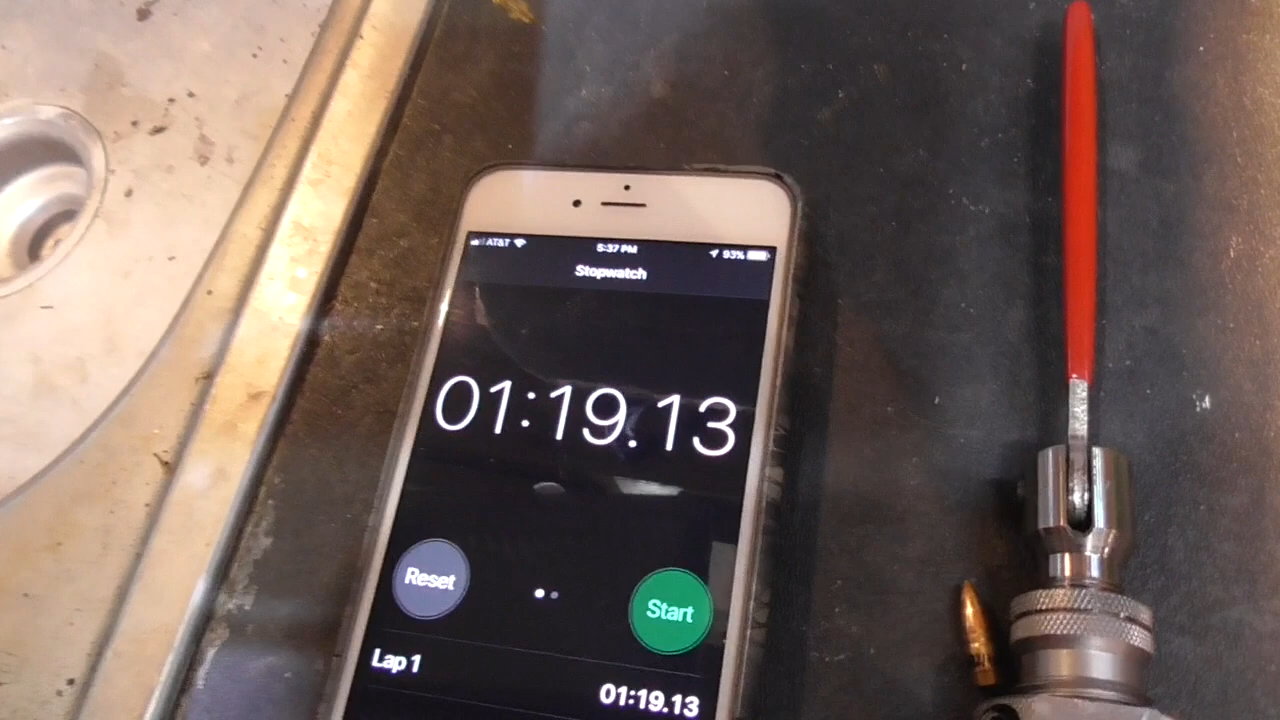 AT&T 5:37 PM 93%
Stopwatch
01:19.13
Reset Start
Lap 1 01:19.13